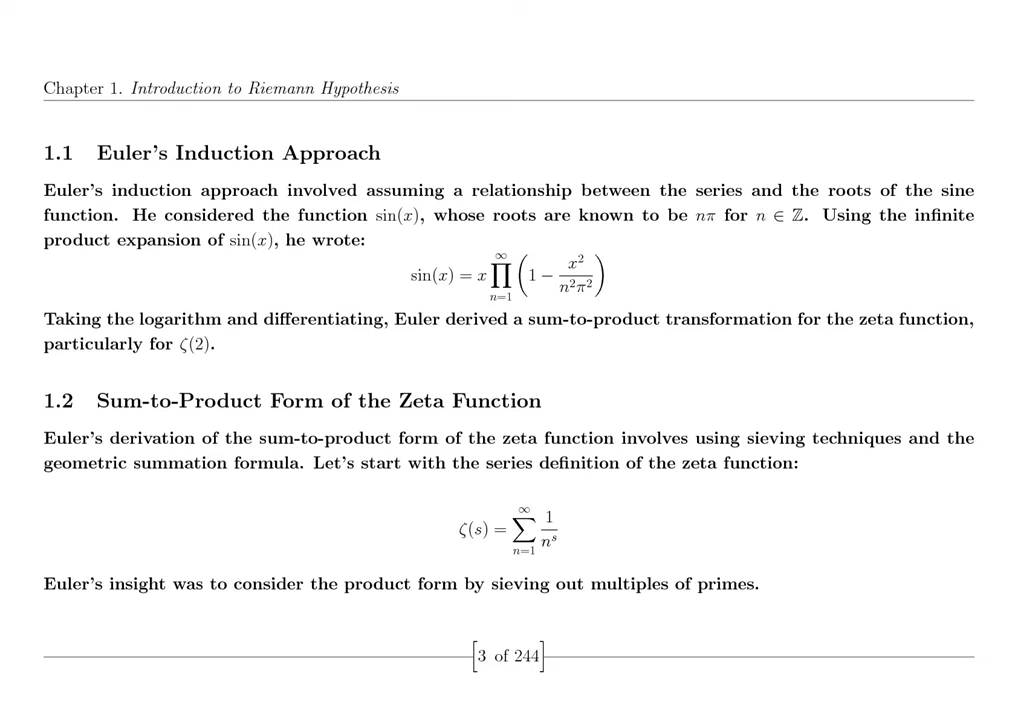 Chapter 1. Introduction to Riemann Hypothesis
1.1 Euler's Induction Approach
Euler's induction approach involved assuming a relationship between the series and the roots of the sine
function. He considered the function sin(x), whose roots are known to be nπ for n ∈ ℤ. Using the infinite
product expansion of sin(x), he wrote:
sin(x) = x ∏_{n=1}^{∞} (1 − x²/(n²π²))
Taking the logarithm and differentiating, Euler derived a sum-to-product transformation for the zeta function,
particularly for ζ(2).
1.2 Sum-to-Product Form of the Zeta Function
Euler's derivation of the sum-to-product form of the zeta function involves using sieving techniques and the
geometric summation formula. Let's start with the series definition of the zeta function:
ζ(s) = ∑_{n=1}^{∞} 1/n^s
Euler's insight was to consider the product form by sieving out multiples of primes.
[3 of 244]